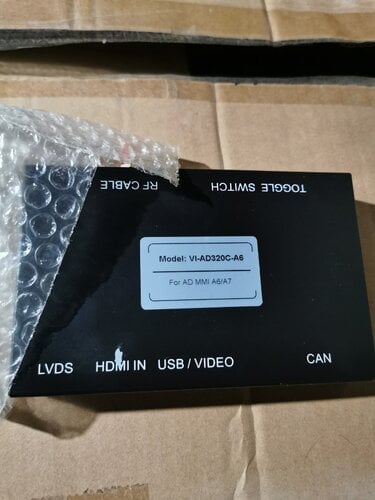 RF CABLE TOGGLE SWITCH
Model: VI-AD320C-A6
For AD MMI A6/A7
LVDS HDMI IN USB / VIDEO CAN